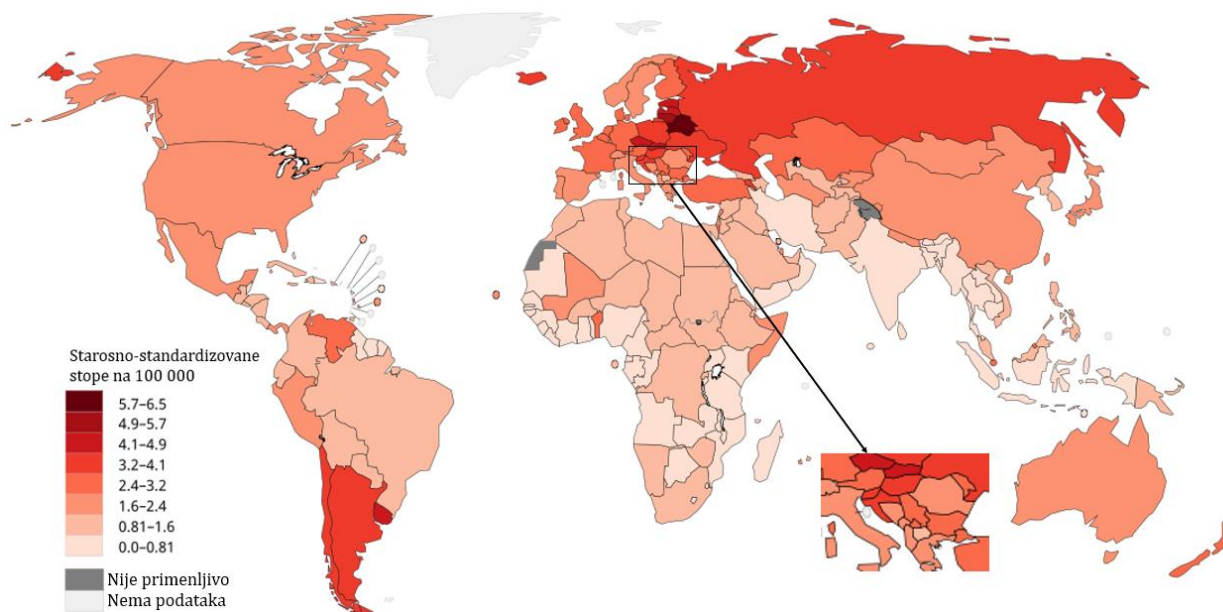 Starosno-standardizovane
stope na 100 000
5.7–6.5
4.9–5.7
4.1–4.9
3.2–4.1
2.4–3.2
1.6–2.4
0.81–1.6
0.0–0.81
Nije primenljivo
Nema podataka